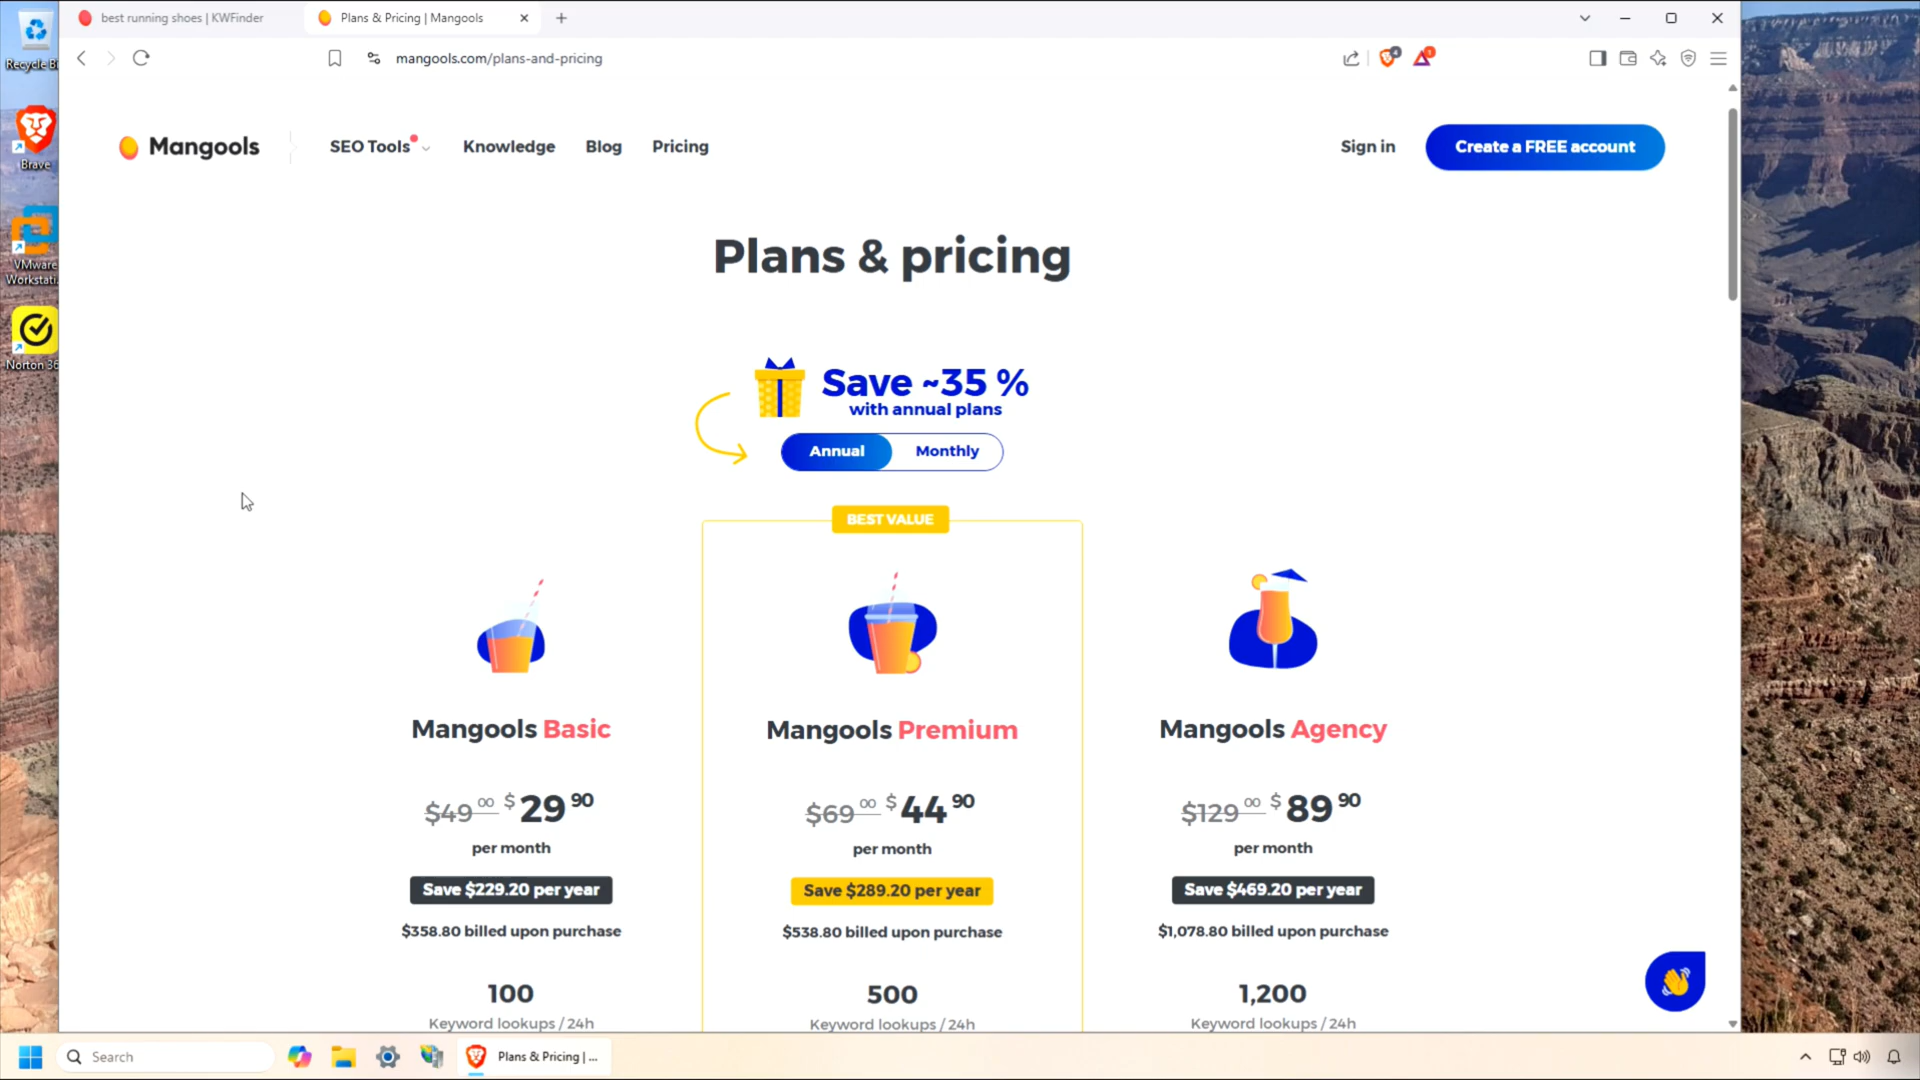 best running shoes | KWFinder
Plans & Pricing | Mangools
mangools.com/plans-and-pricing
4
1
Recycle Bi
Brave
VMware
Workstati...
Norton 36
Mangools
SEO Tools
Knowledge
Blog
Pricing
Sign in
Create a FREE account
Plans & pricing
Save ~35 %
with annual plans
Annual
Monthly
BEST VALUE
Mangools Basic
$49 00 $ 29 90
per month
Save $229.20 per year
$358.80 billed upon purchase
100
Keyword lookups / 24h
Mangools Premium
$69 00 $ 44 90
per month
Save $289.20 per year
$538.80 billed upon purchase
500
Keyword lookups / 24h
Mangools Agency
$129 00 $ 89 90
per month
Save $469.20 per year
$1,078.80 billed upon purchase
1,200
Keyword lookups / 24h
Search
Plans & Pricing | ...